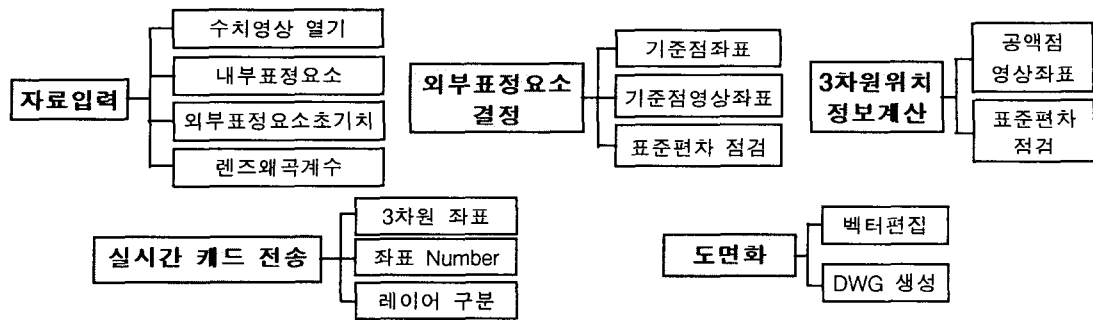 자료입력
수치영상 열기
내부표정요소
외부표정요소초기치
렌즈왜곡계수
외부표정요소
결정
기준점좌표
기준점영상좌표
표준편차 점검
3차원위치
정보계산
공액점
영상좌표
표준편차
점검
실시간 캐드 전송
3차원 좌표
좌표 Number
레이어 구분
도면화
벡터편집
DWG 생성